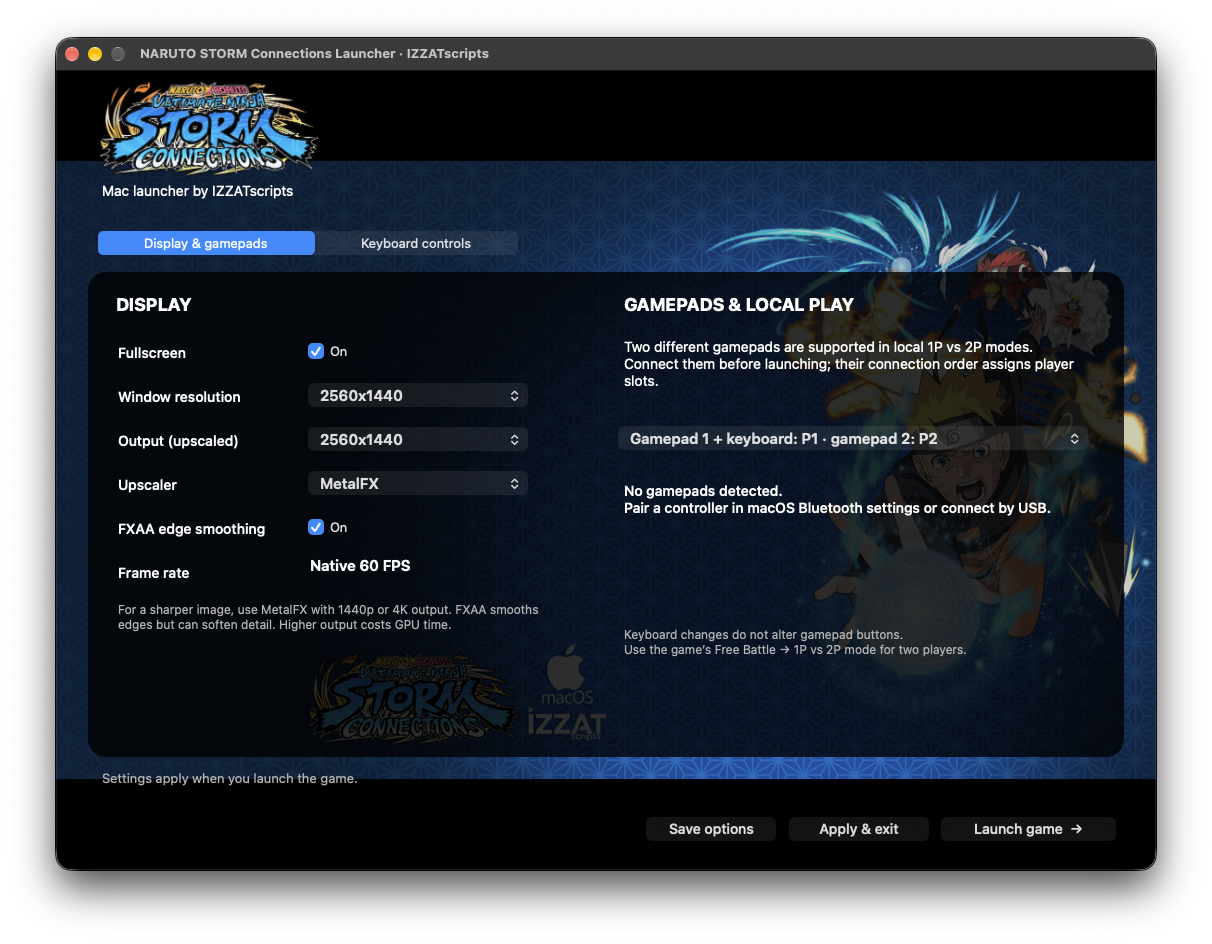 NARUTO STORM Connections Launcher · IZZATscripts
NARUTO X BORUTO
ULTIMATE NINJA
STORM
CONNECTIONS
Mac launcher by IZZATscripts
Display & gamepads
Keyboard controls
DISPLAY
Fullscreen
On
Window resolution
2560x1440
Output (upscaled)
2560x1440
Upscaler
MetalFX
FXAA edge smoothing
On
Frame rate
Native 60 FPS
For a sharper image, use MetalFX with 1440p or 4K output. FXAA smooths
edges but can soften detail. Higher output costs GPU time.
GAMEPADS & LOCAL PLAY
Two different gamepads are supported in local 1P vs 2P modes.
Connect them before launching; their connection order assigns player
slots.
Gamepad 1 + keyboard: P1 · gamepad 2: P2
No gamepads detected.
Pair a controller in macOS Bluetooth settings or connect by USB.
Keyboard changes do not alter gamepad buttons.
Use the game's Free Battle → 1P vs 2P mode for two players.
NARUTO X BORUTO
ULTIMATE NINJA
STORM
CONNECTIONS
macOS
iZZAT
scripts
Settings apply when you launch the game.
Save options
Apply & exit
Launch game →